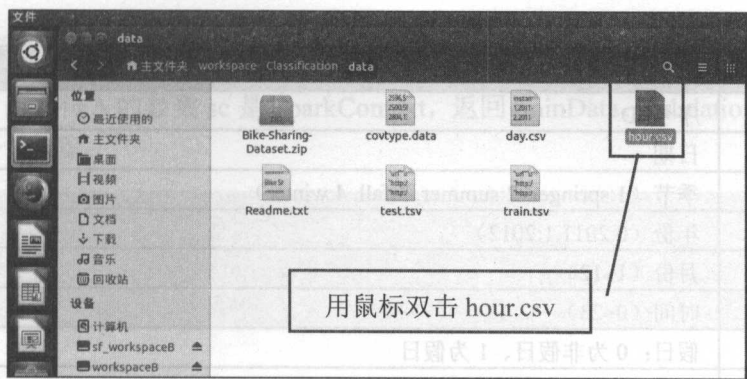 文件
data
主文件夹 workspace Classification data
位置
最近使用的
主文件夹
桌面
视频
图片
文档
下载
音乐
回收站
设备
计算机
sf_workspaceB
workspaceB
Bike-Sharing-
Dataset.zip
covtype.data
day.csv
hour.csv
Readme.txt
test.tsv
train.tsv
用鼠标双击 hour.csv